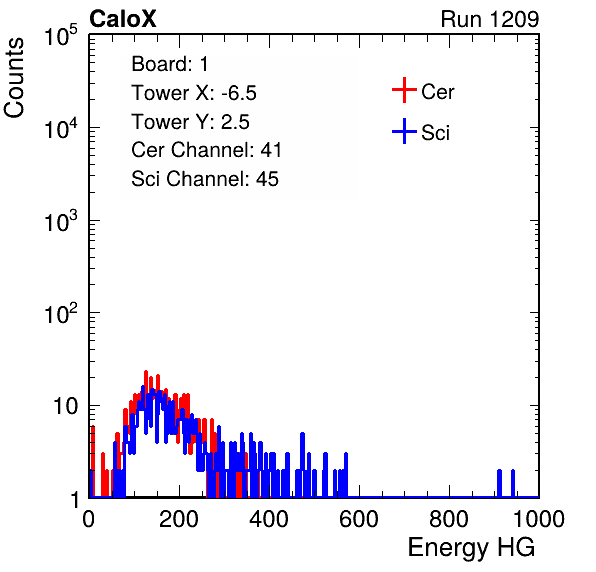 CaloX Run 1209
Counts
Board: 1
Tower X: -6.5
Tower Y: 2.5
Cer Channel: 41
Sci Channel: 45
Cer
Sci
10^5
10^4
10^3
10^2
10
1
0 200 400 600 800 1000
Energy HG